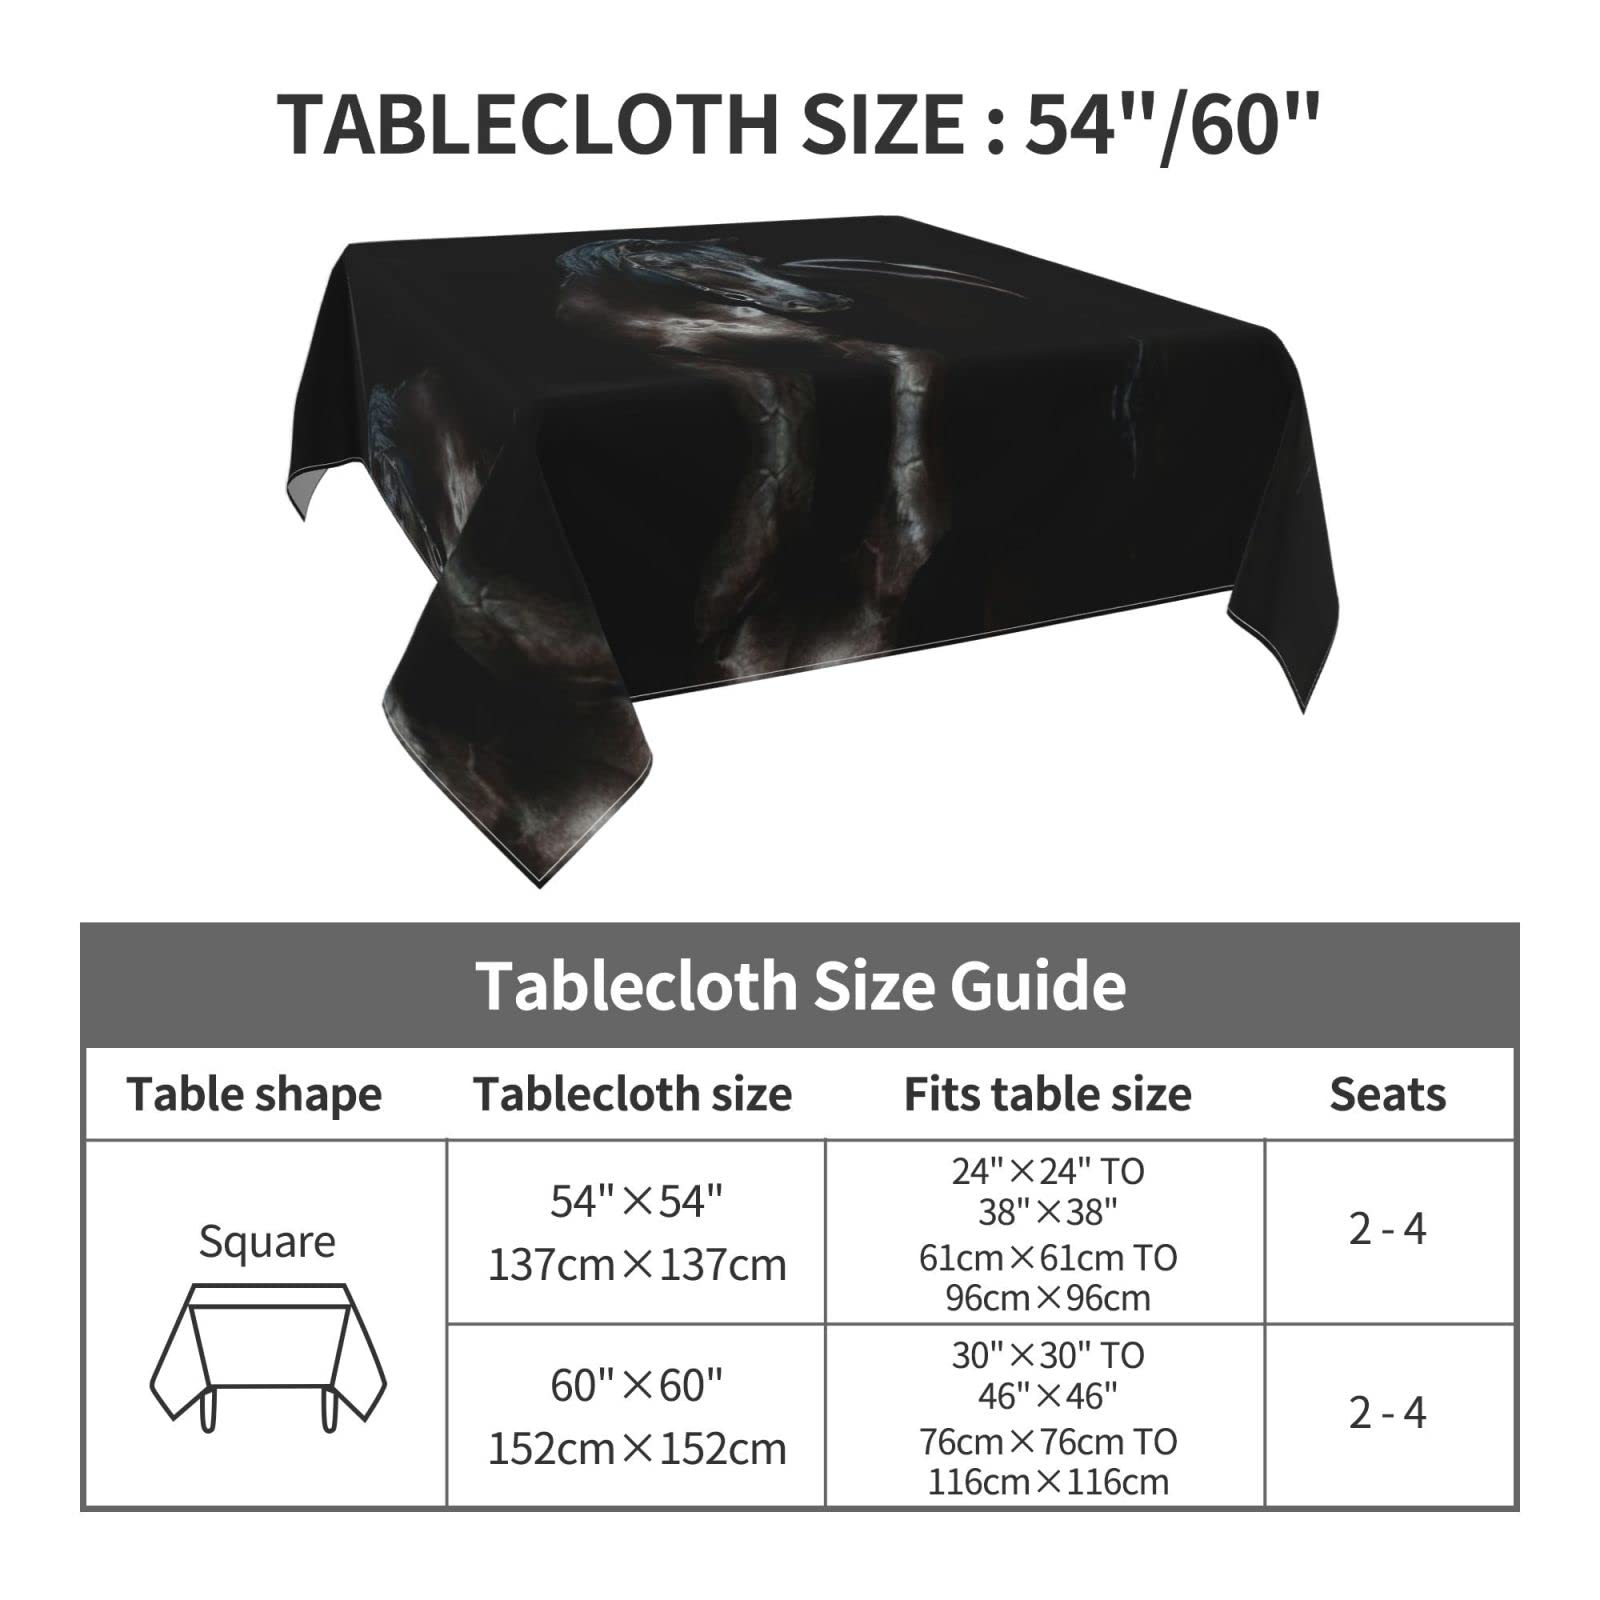 TABLECLOTH SIZE : 54"/60"
Tablecloth Size Guide
Table shape
Tablecloth size
Fits table size
Seats
Square
54"×54"
137cm×137cm
24"×24" TO
38"×38"
61cm×61cm TO
96cm×96cm
2 - 4
60"×60"
152cm×152cm
30"×30" TO
46"×46"
76cm×76cm TO
116cm×116cm
2 - 4